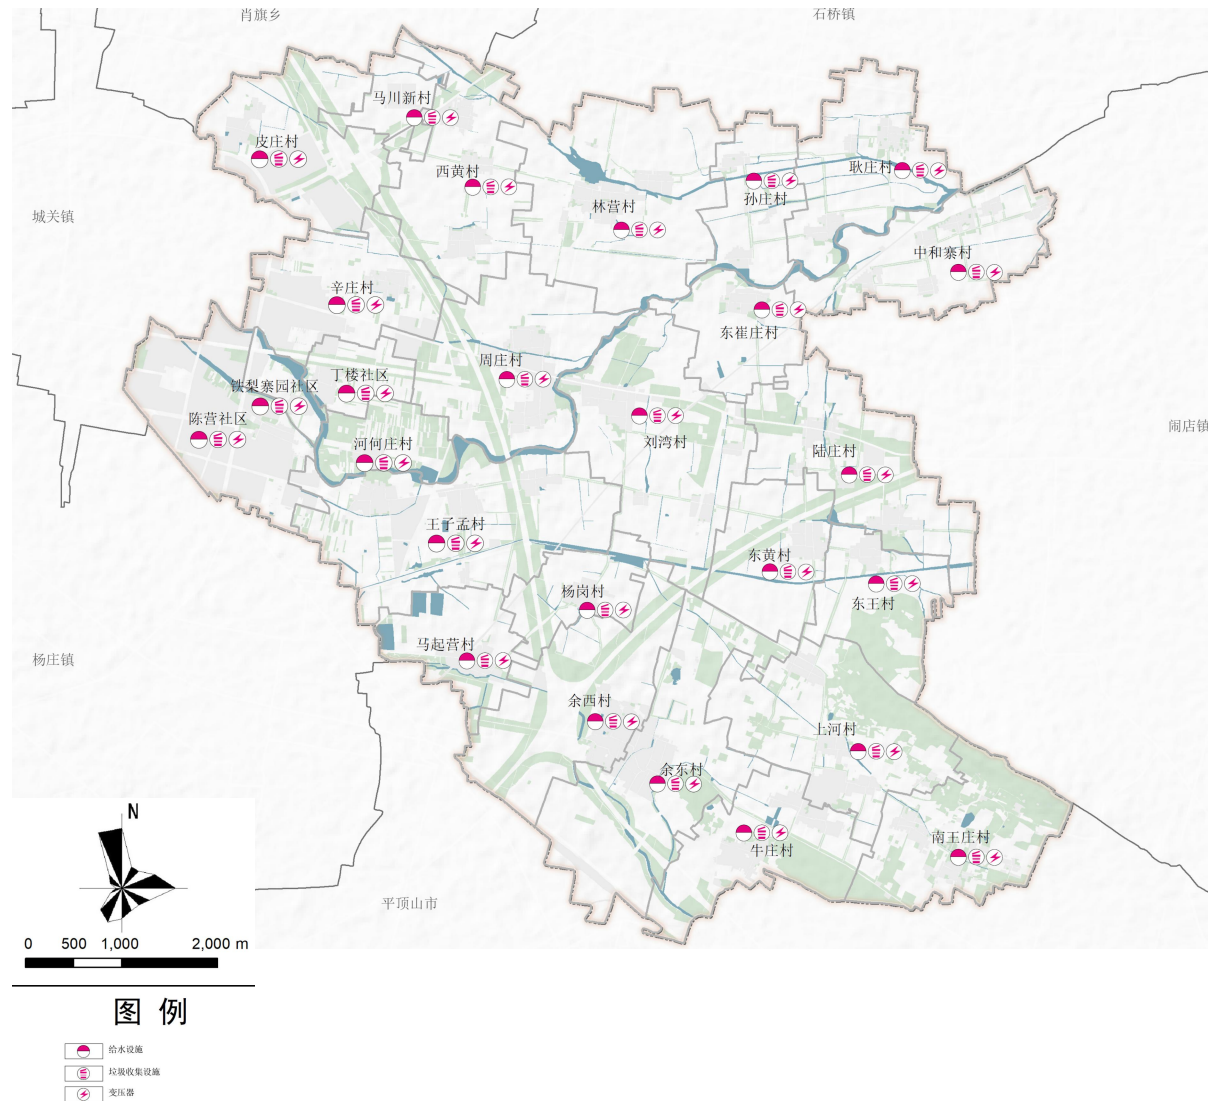 肖旗乡
石桥镇
马川新村
皮庄村
西黄村
耿庄村
孙庄村
林营村
城关镇
中和寨村
辛庄村
东崔庄村
周庄村
丁楼社区
铁梨寨园社区
陈营社区
刘湾村
闹店镇
河何庄村
陆庄村
王子孟村
东黄村
杨岗村
东王村
马起营村
杨庄镇
余西村
上河村
余东村
南王庄村
牛庄村
平顶山市
N
0 500 1,000 2,000 m
图 例
给水设施
垃圾收集设施
变压器